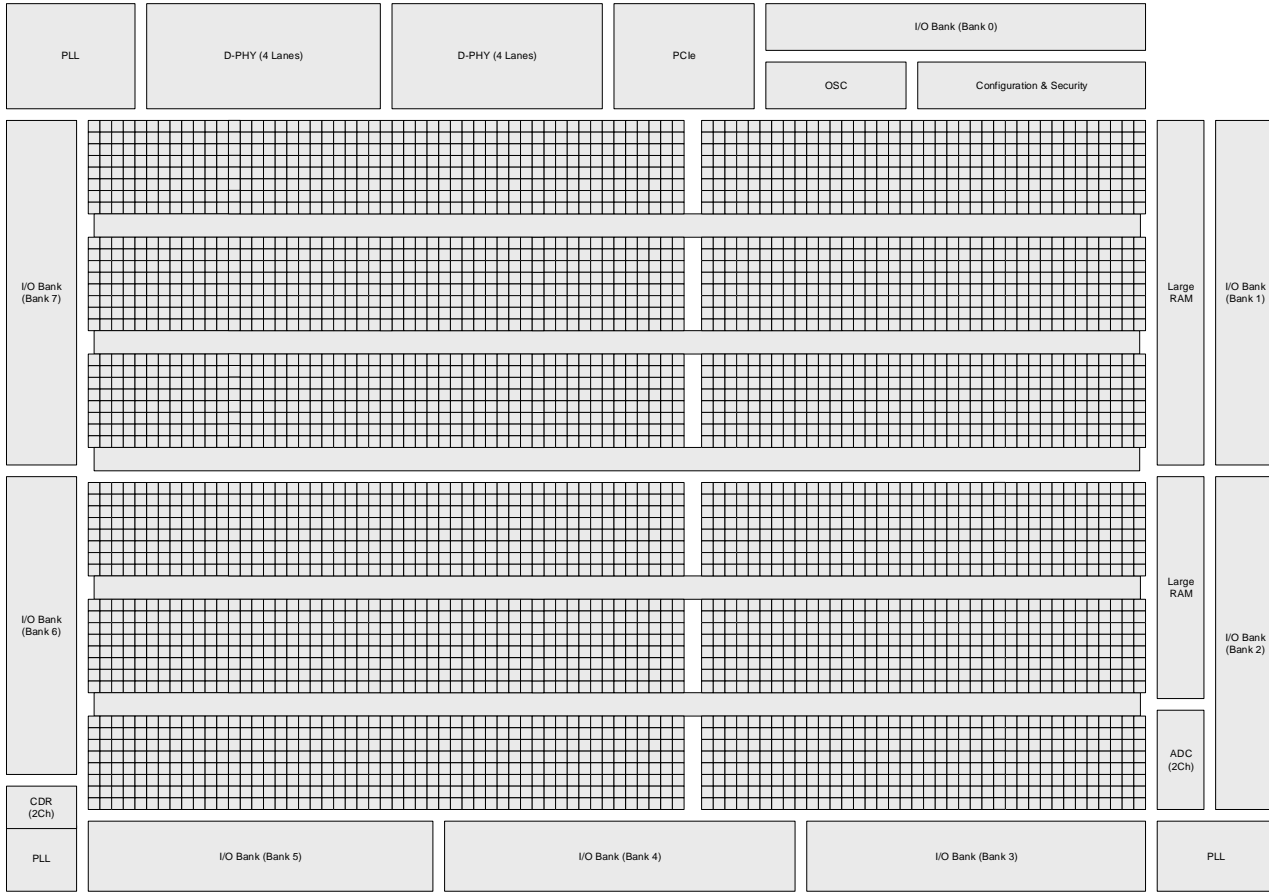 PLL
D-PHY (4 Lanes)
D-PHY (4 Lanes)
PCIe
I/O Bank (Bank 0)
OSC
Configuration & Security
I/O Bank
(Bank 7)
Large
RAM
I/O Bank
(Bank 1)
I/O Bank
(Bank 6)
Large
RAM
I/O Bank
(Bank 2)
ADC
(2Ch)
CDR
(2Ch)
PLL
I/O Bank (Bank 5)
I/O Bank (Bank 4)
I/O Bank (Bank 3)
PLL